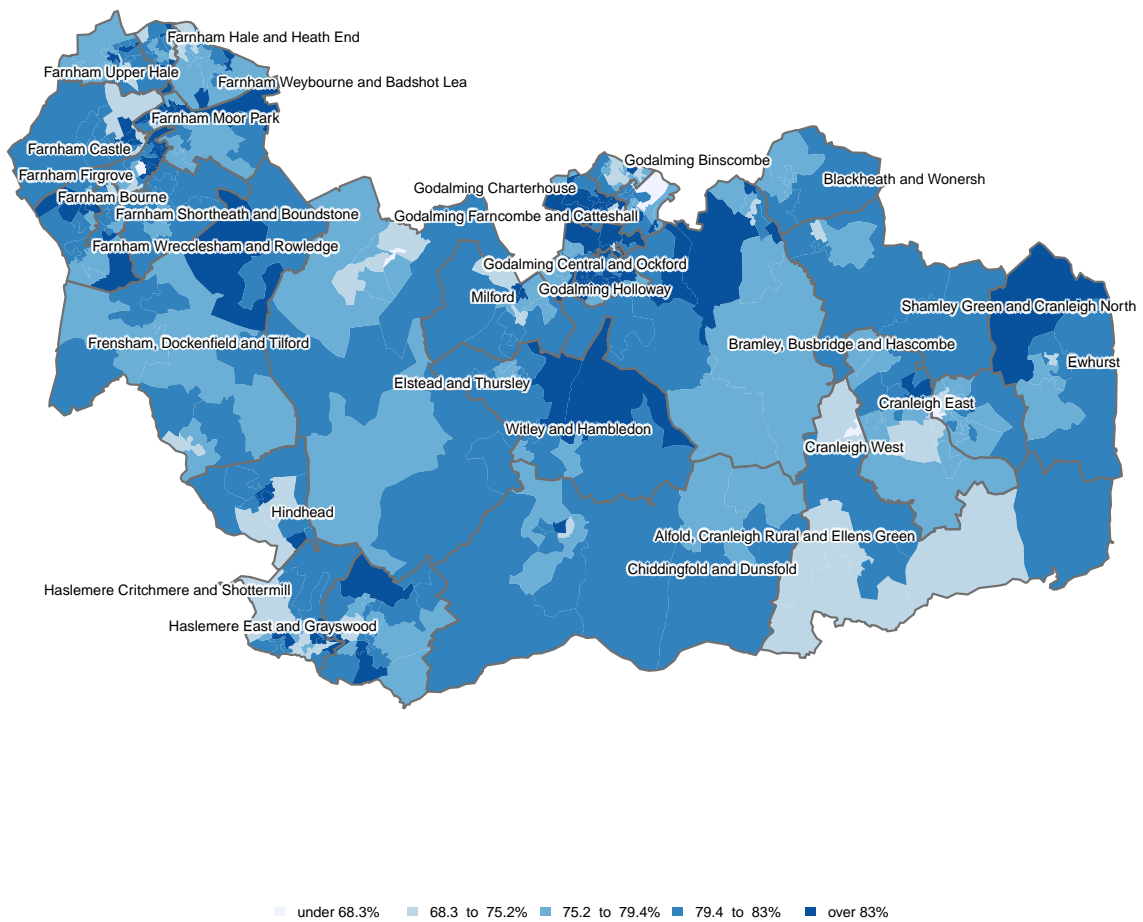 Farnham Hale and Heath End
Farnham Upper Hale
Farnham Weybourne and Badshot Lea
Farnham Moor Park
Farnham Castle
Godalming Binscombe
Farnham Firgrove
Blackheath and Wonersh
Godalming Charterhouse
Farnham Bourne
Farnham Shortheath and Boundstone
Godalming Farncombe and Catteshall
Farnham Wrecclesham and Rowledge
Godalming Central and Ockford
Godalming Holloway
Milford
Shamley Green and Cranleigh North
Frensham, Dockenfield and Tilford
Bramley, Busbridge and Hascombe
Ewhurst
Elstead and Thursley
Cranleigh East
Witley and Hambledon
Cranleigh West
Hindhead
Alfold, Cranleigh Rural and Ellens Green
Chiddingfold and Dunsfold
Haslemere Critchmere and Shottermill
Haslemere East and Grayswood
under 68.3% 68.3 to 75.2% 75.2 to 79.4% 79.4 to 83% over 83%